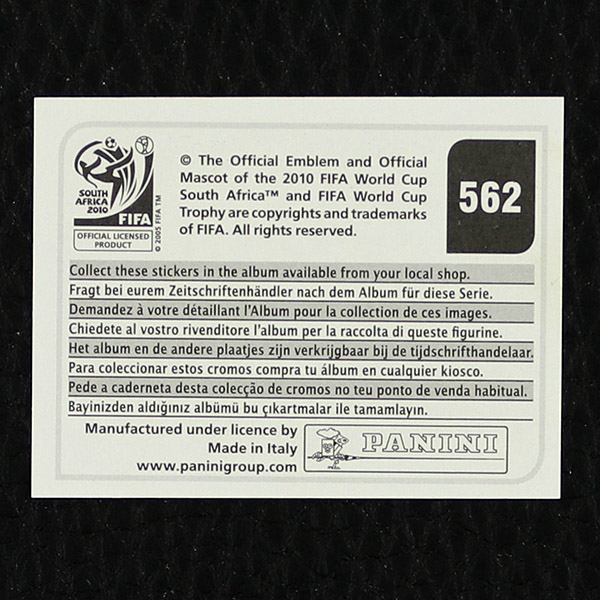 SOUTH
AFRICA
2010
FIFA
OFFICIAL LICENSED
PRODUCT
© 2005 FIFA TM
© The Official Emblem and Official
Mascot of the 2010 FIFA World Cup
South Africa™ and FIFA World Cup
Trophy are copyrights and trademarks
of FIFA. All rights reserved.
562
Collect these stickers in the album available from your local shop.
Fragt bei eurem Zeitschriftenhändler nach dem Album für diese Serie.
Demandez à votre détaillant l'Album pour la collection de ces images.
Chiedete al vostro rivenditore l'album per la raccolta di queste figurine.
Het album en de andere plaatjes zijn verkrijgbaar bij de tijdschrifthandelaar.
Para coleccionar estos cromos compra tu álbum en cualquier kiosco.
Pede a caderneta desta colecção de cromos no teu ponto de venda habitual.
Bayinizden aldığınız albümü bu çıkartmalar ile tamamlayın.
Manufactured under licence by
Made in Italy
www.paninigroup.com
PANINI